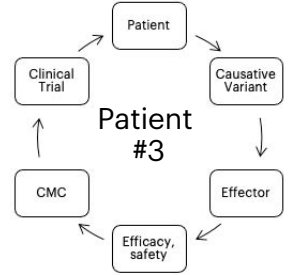 Patient
Causative
Variant
Effector
Efficacy,
safety
CMC
Clinical
Trial
Patient
#3